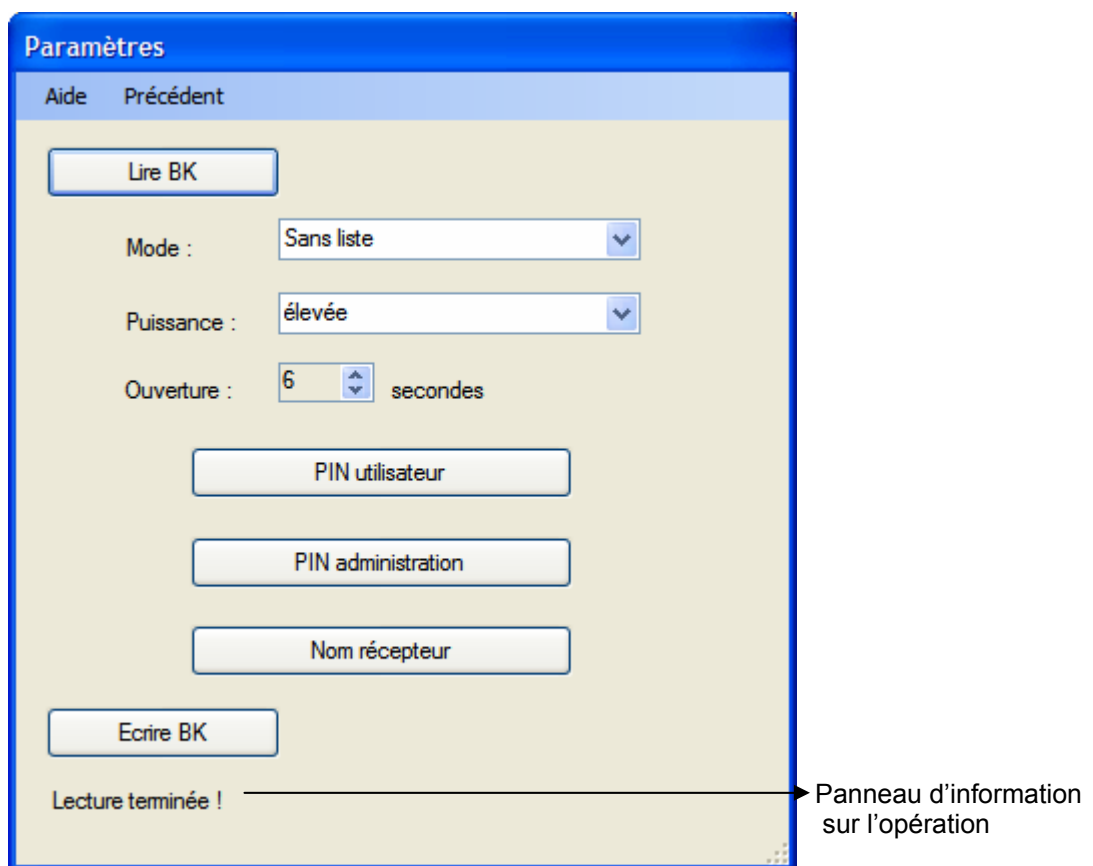 Paramètres
Aide Précédent
Lire BK
Mode : Sans liste
Puissance : élevée
Ouverture : 6 secondes
PIN utilisateur
PIN administration
Nom récepteur
Ecrire BK
Lecture terminée !
Panneau d’information
sur l’opération